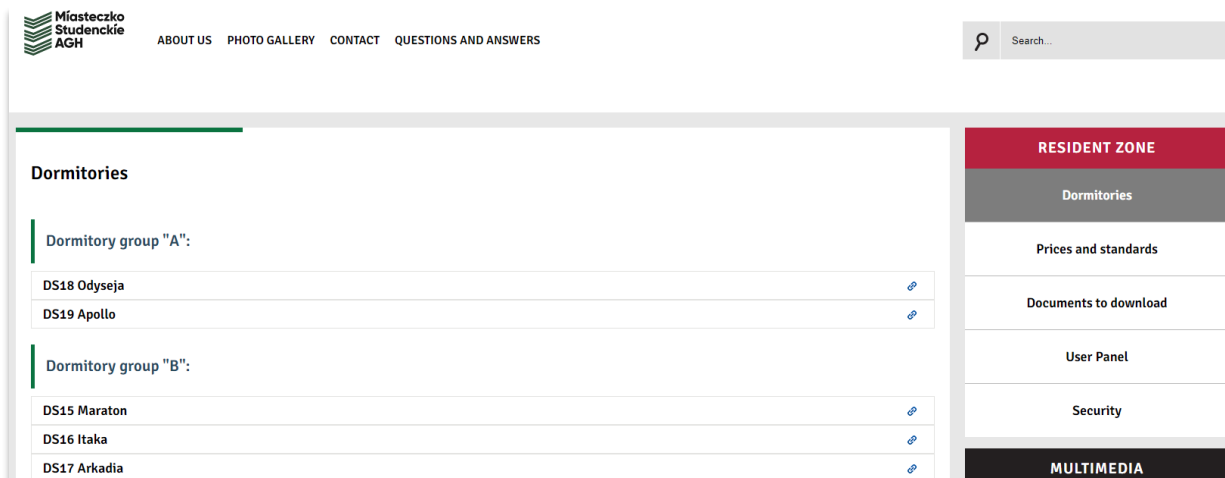 Miasteczko
Studenckie
AGH
ABOUT US PHOTO GALLERY CONTACT QUESTIONS AND ANSWERS
Search...
Dormitories
Dormitory group "A":
DS18 Odyseja
DS19 Apollo
Dormitory group "B":
DS15 Maraton
DS16 Itaka
DS17 Arkadia
RESIDENT ZONE
Dormitories
Prices and standards
Documents to download
User Panel
Security
MULTIMEDIA